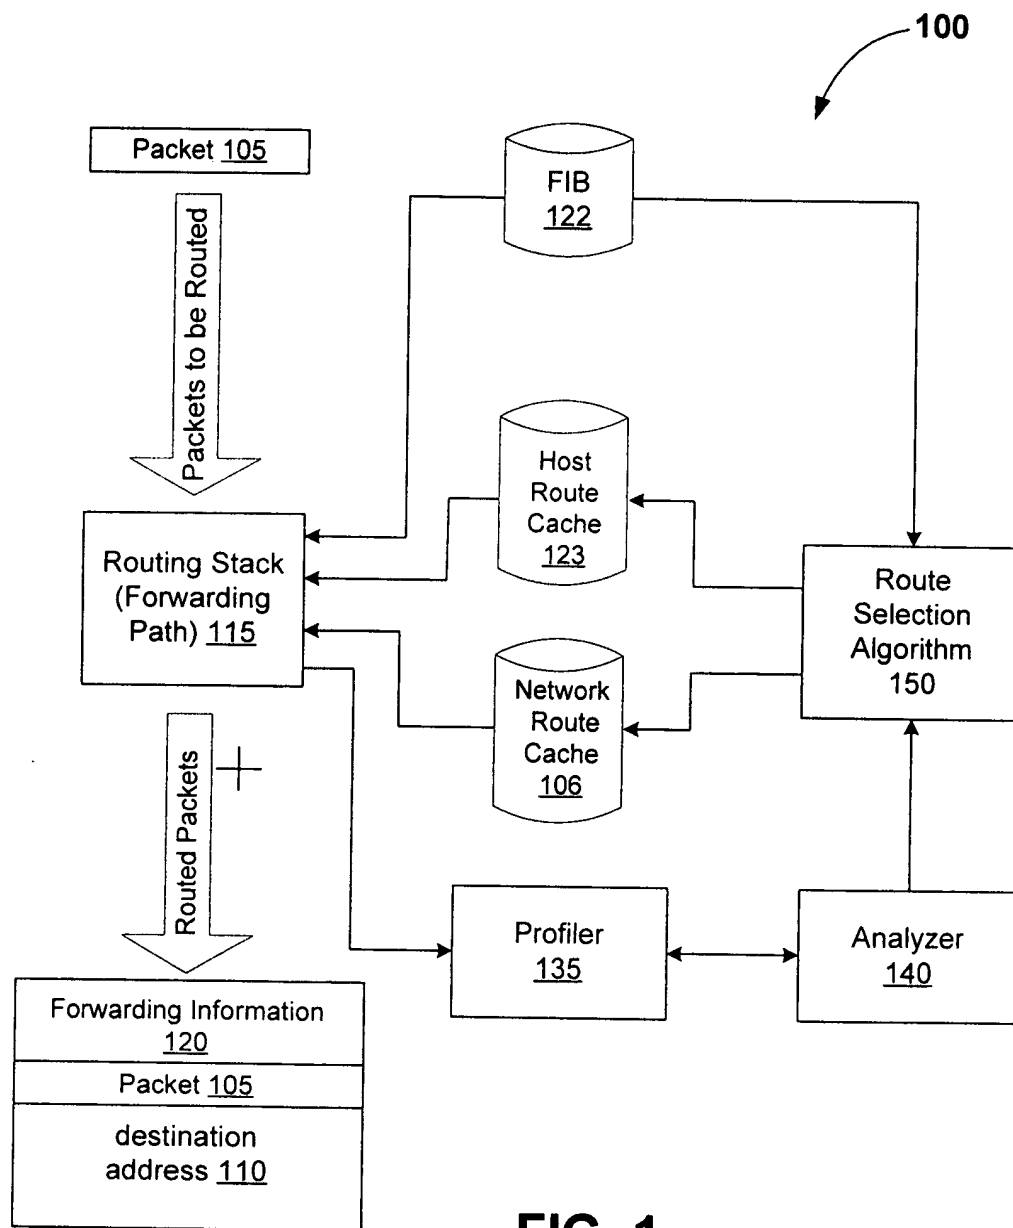 100
Packet 105
Packets to be Routed
FIB
122
Host
Route
Cache
123
Routing Stack
(Forwarding
Path) 115
Route
Selection
Algorithm
150
Network
Route
Cache
106
Routed Packets
Profiler
135
Analyzer
140
Forwarding Information
120
Packet 105
destination
address 110
FIG. 1